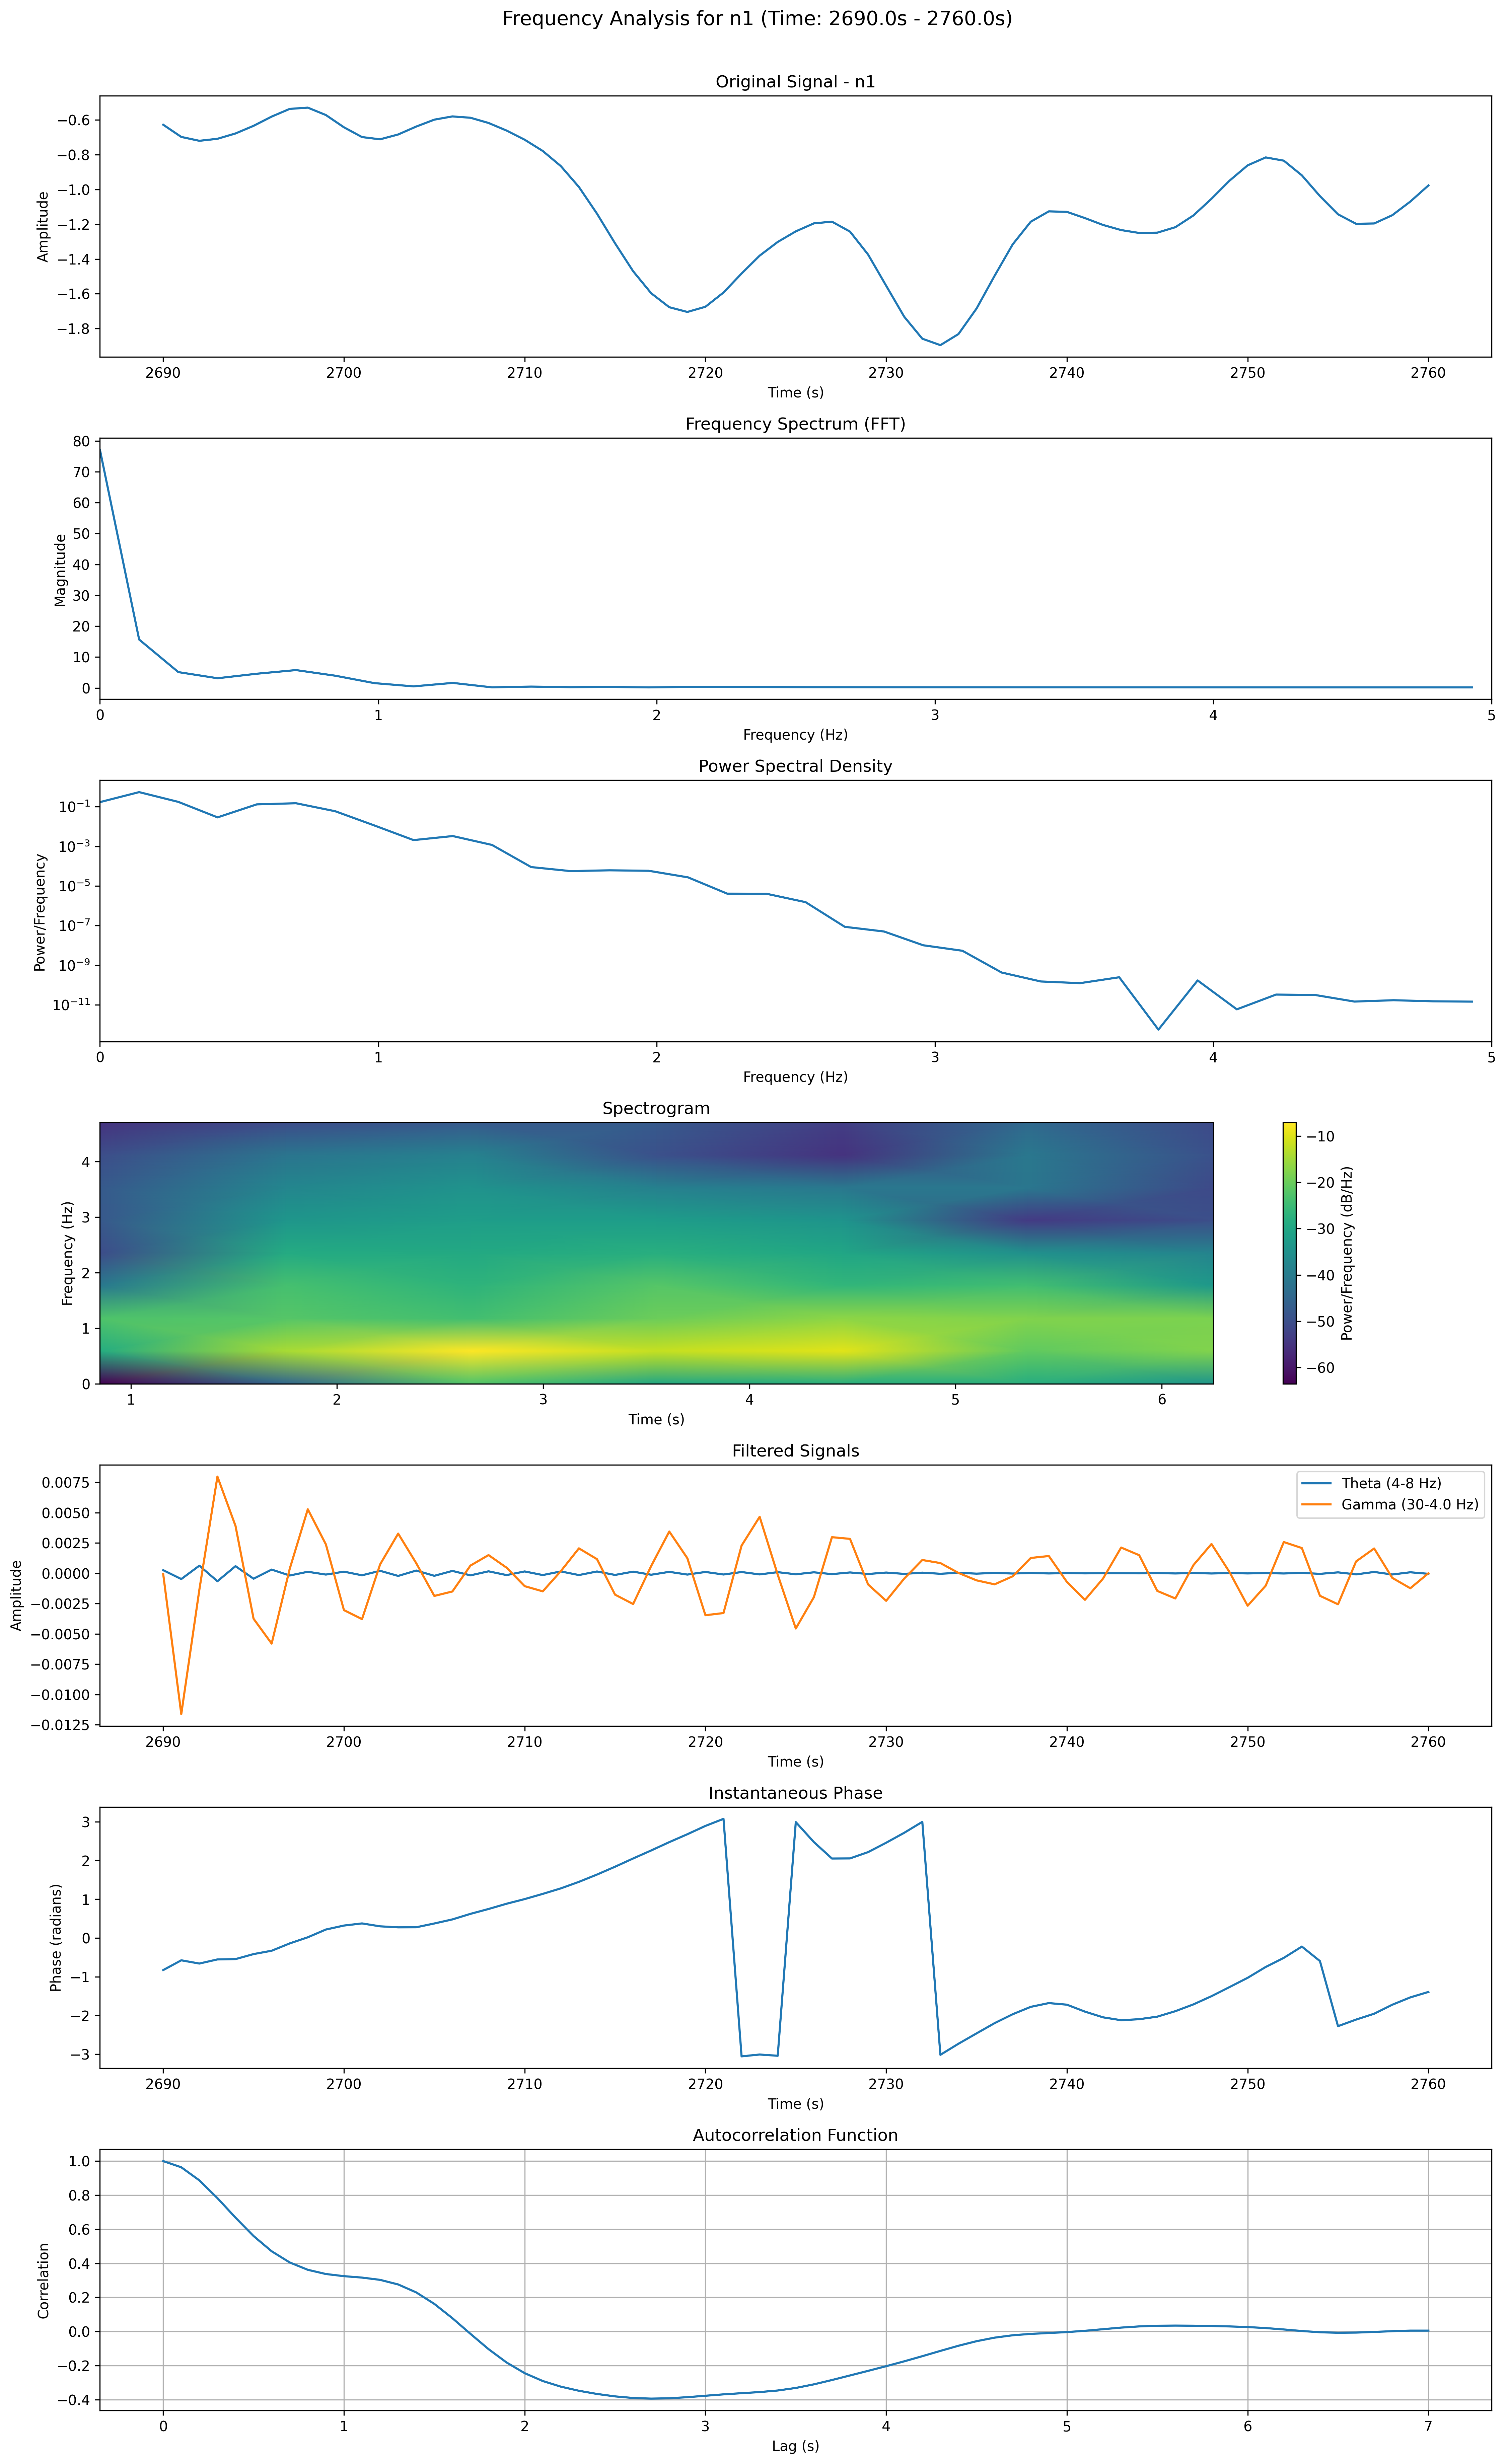 Frequency Analysis for n1 (Time: 2690.0s - 2760.0s)
Original Signal - n1
−0.6
−0.8
−1.0
−1.2
−1.4
−1.6
−1.8
Amplitude
2690 2700 2710 2720 2730 2740 2750 2760
Time (s)
Frequency Spectrum (FFT)
80
70
60
50
40
30
20
10
0
Magnitude
0 1 2 3 4 5
Frequency (Hz)
Power Spectral Density
10⁻¹
10⁻³
10⁻⁵
10⁻⁷
10⁻⁹
10⁻¹¹
Power/Frequency
0 1 2 3 4 5
Frequency (Hz)
Spectrogram
4
3
2
1
0
Frequency (Hz)
1 2 3 4 5 6
Time (s)
−10
−20
−30
−40
−50
−60
Power/Frequency (dB/Hz)
Filtered Signals
Theta (4-8 Hz)
Gamma (30-4.0 Hz)
0.0075
0.0050
0.0025
0.0000
−0.0025
−0.0050
−0.0075
−0.0100
−0.0125
Amplitude
2690 2700 2710 2720 2730 2740 2750 2760
Time (s)
Instantaneous Phase
3
2
1
0
−1
−2
−3
Phase (radians)
2690 2700 2710 2720 2730 2740 2750 2760
Time (s)
Autocorrelation Function
1.0
0.8
0.6
0.4
0.2
0.0
−0.2
−0.4
Correlation
0 1 2 3 4 5 6 7
Lag (s)